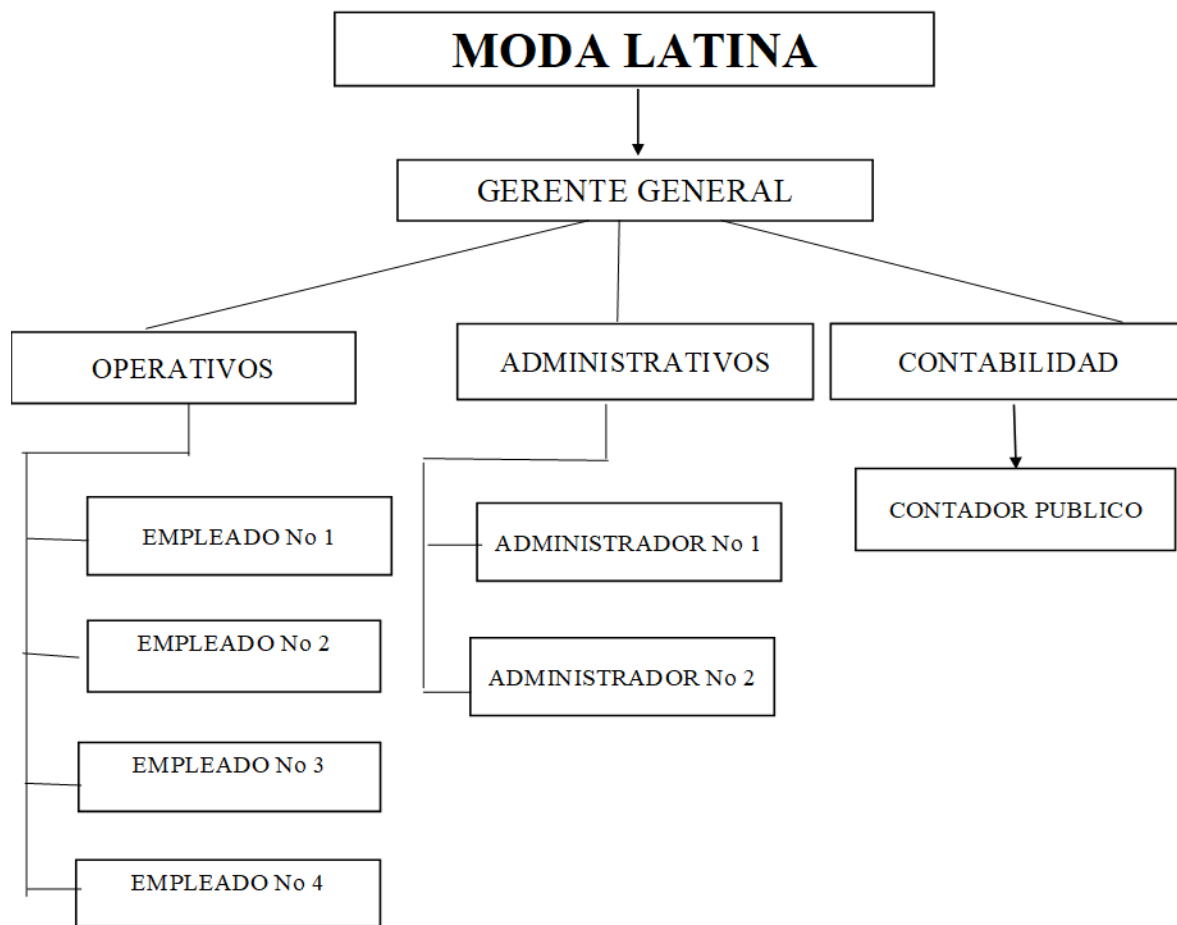 MODA LATINA
GERENTE GENERAL
OPERATIVOS
ADMINISTRATIVOS
CONTABILIDAD
EMPLEADO No 1
EMPLEADO No 2
EMPLEADO No 3
EMPLEADO No 4
ADMINISTRADOR No 1
ADMINISTRADOR No 2
CONTADOR PUBLICO